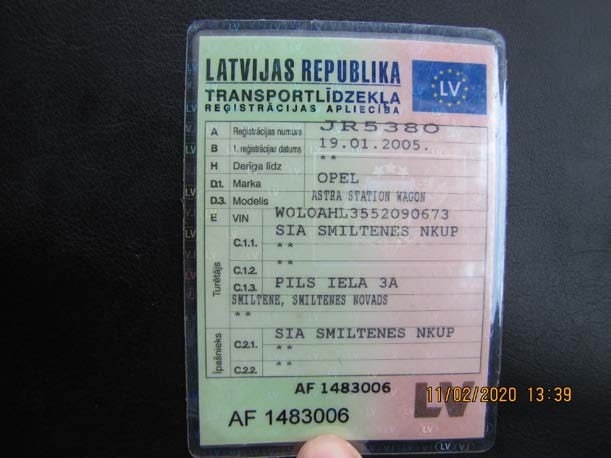 LATVIJAS REPUBLIKA
TRANSPORTLĪDZEKĻA
REĢISTRĀCIJAS APLIECĪBA
LV
A Reģistrācijas numurs JR5380
B 1. reģistrācijas datums 19.01.2005.
H Derīga līdz **
D.1. Marka OPEL
D.3. Modelis ASTRA STATION WAGON
E VIN WOLOAHL3552090673
Turētājs
C.1.1. SIA SMILTENES NKUP
**
C.1.2. **
C.1.3. PILS IELA 3A
SMILTENE, SMILTENES NOVADS
**
Īpašnieks
C.2.1. SIA SMILTENES NKUP
**
C.2.2. **
AF 1483006
LV
AF 1483006
11/02/2020 13:39